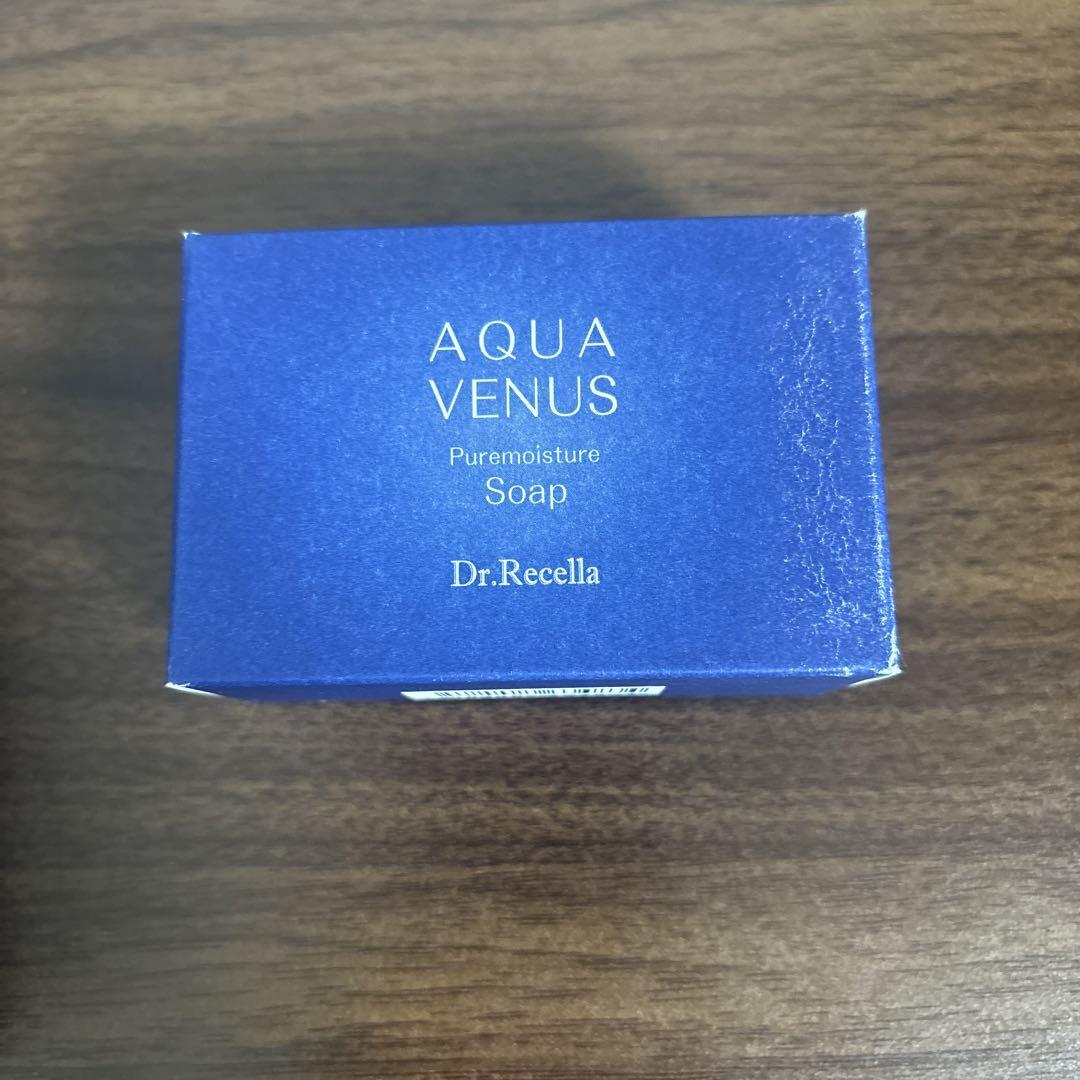 AQUA
VENUS
Puremoisture
Soap
Dr.Recella